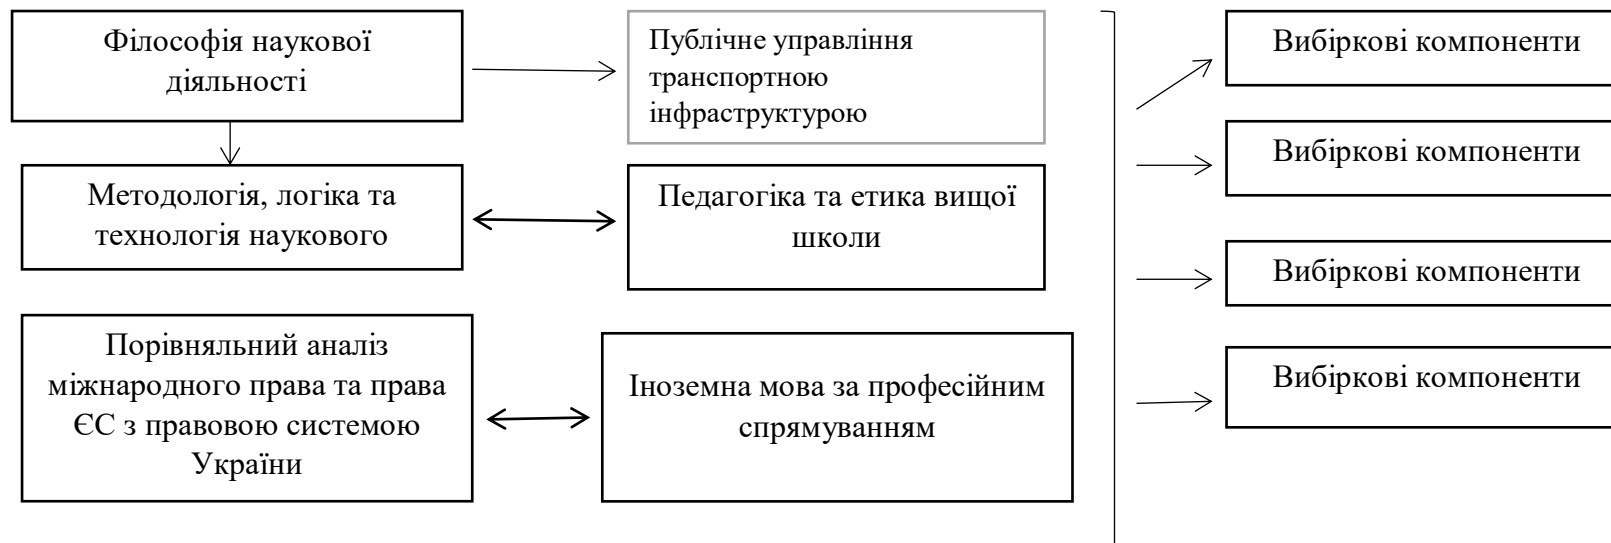 Філософія наукової
діяльності
Публічне управління
транспортною
інфраструктурою
Вибіркові компоненти
Методологія, логіка та
технологія наукового
Педагогіка та етика вищої
школи
Вибіркові компоненти
Порівняльний аналіз
міжнародного права та права
ЄС з правовою системою
України
Іноземна мова за професійним
спрямуванням
Вибіркові компоненти
Вибіркові компоненти